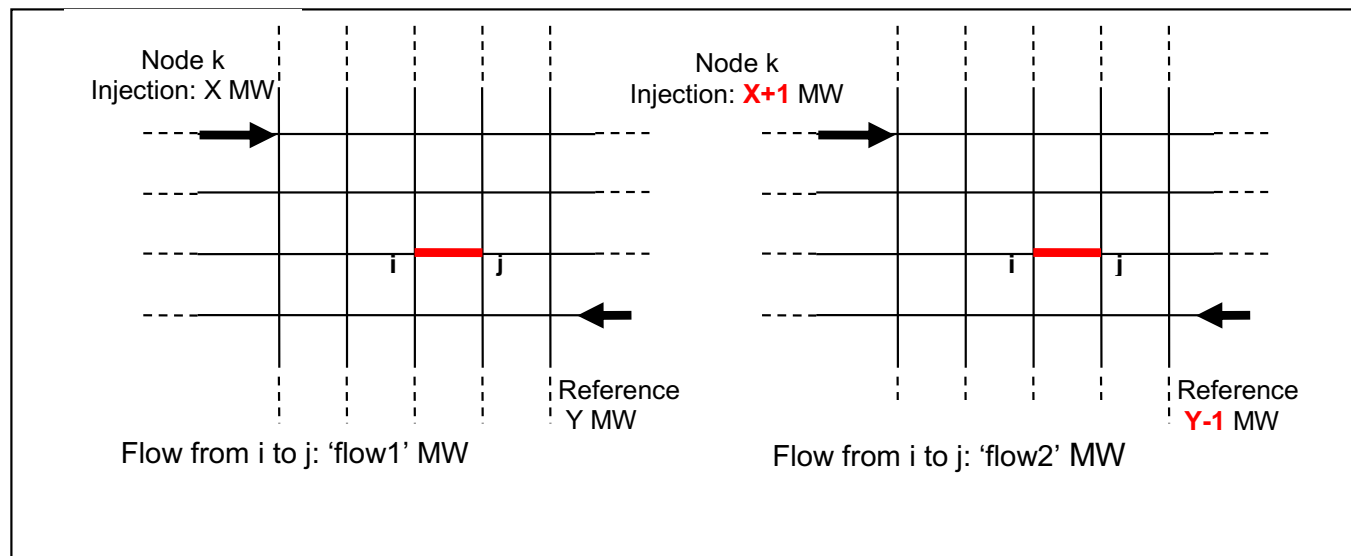 Node k
Injection: X MW
i
j
Reference
Y MW
Flow from i to j: ‘flow1’ MW
Node k
Injection: X+1 MW
i
j
Reference
Y-1 MW
Flow from i to j: ‘flow2’ MW